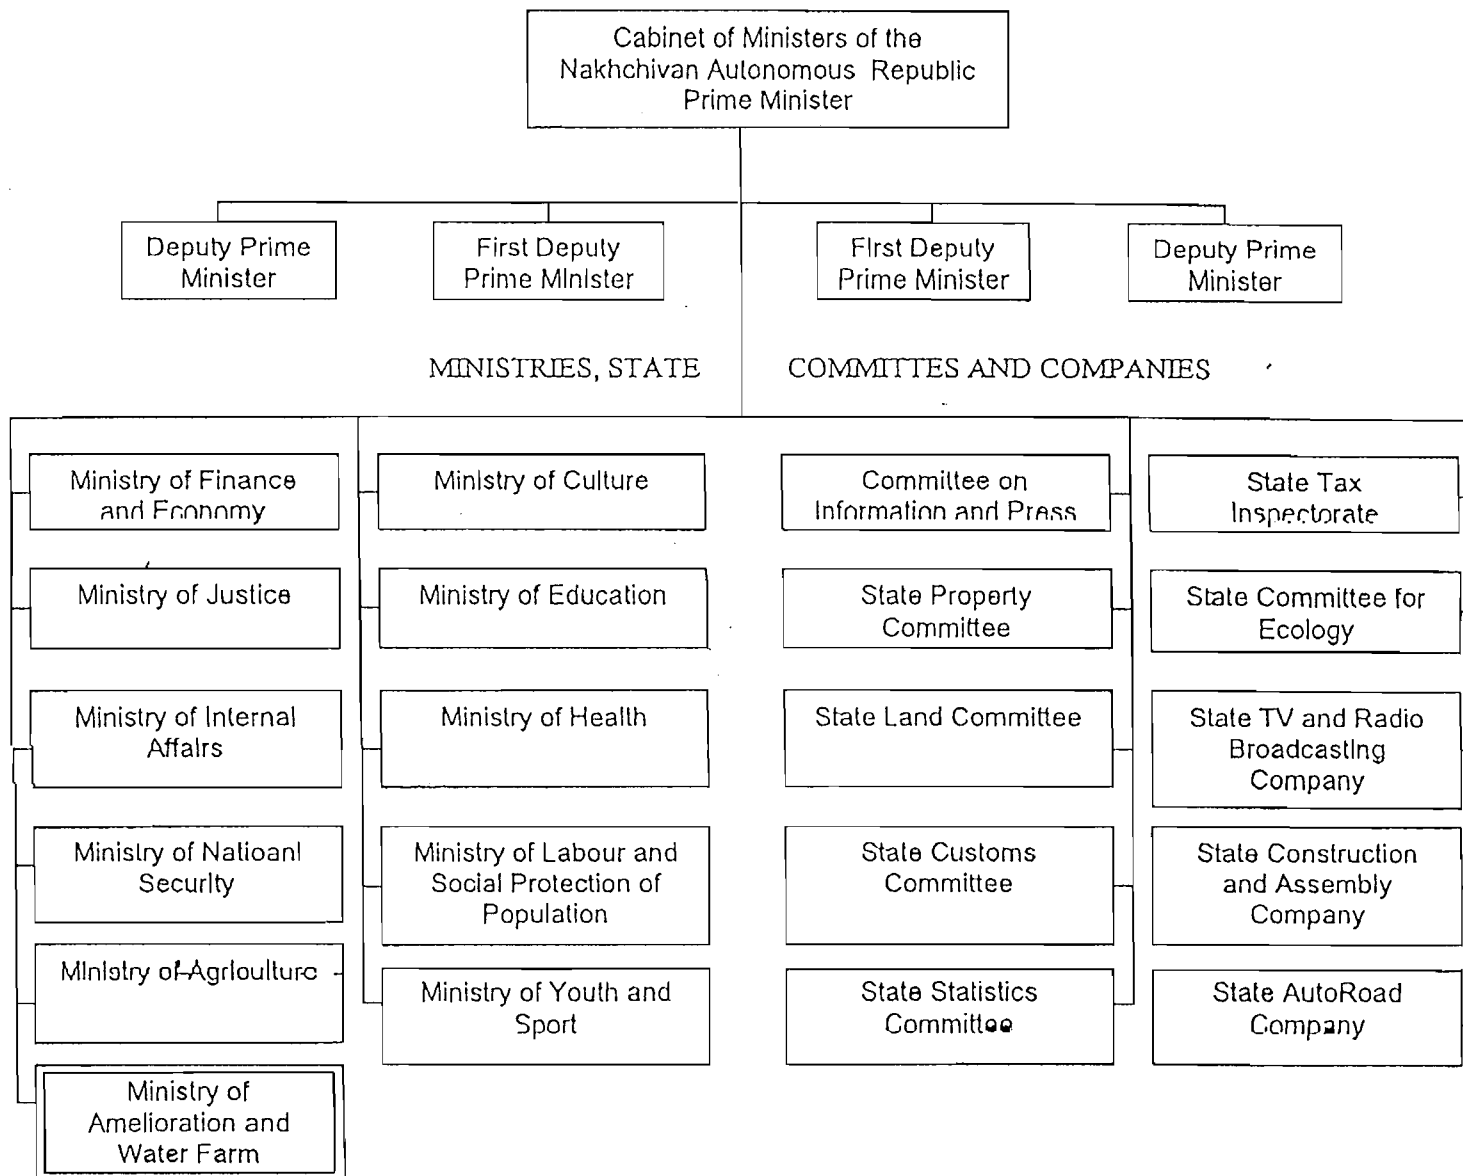 Cabinet of Ministers of the
Nakhchivan Autonomous Republic
Prime Minister
Deputy Prime
Minister
First Deputy
Prime Minister
First Deputy
Prime Minister
Deputy Prime
Minister
MINISTRIES, STATE COMMITTES AND COMPANIES
Ministry of Finance
and Economy
Ministry of Justice
Ministry of Internal
Affairs
Ministry of Natioanl
Security
Ministry of Agriculture
Ministry of
Amelioration and
Water Farm
Ministry of Culture
Ministry of Education
Ministry of Health
Ministry of Labour and
Social Protection of
Population
Ministry of Youth and
Sport
Committee on
Information and Press
State Property
Committee
State Land Committee
State Customs
Committee
State Statistics
Committee
State Tax
Inspectorate
State Committee for
Ecology
State TV and Radio
Broadcasting
Company
State Construction
and Assembly
Company
State AutoRoad
Company